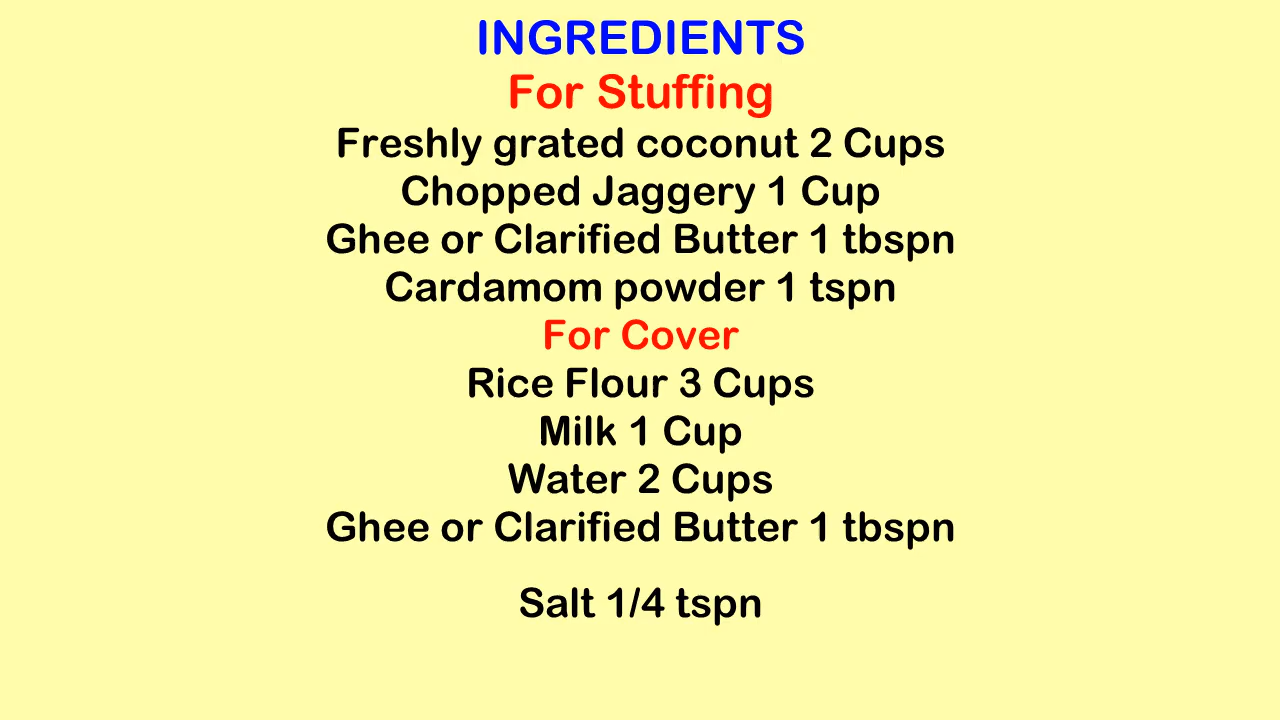 INGREDIENTS
For Stuffing
Freshly grated coconut 2 Cups
Chopped Jaggery 1 Cup
Ghee or Clarified Butter 1 tbspn
Cardamom powder 1 tspn
For Cover
Rice Flour 3 Cups
Milk 1 Cup
Water 2 Cups
Ghee or Clarified Butter 1 tbspn
Salt 1/4 tspn